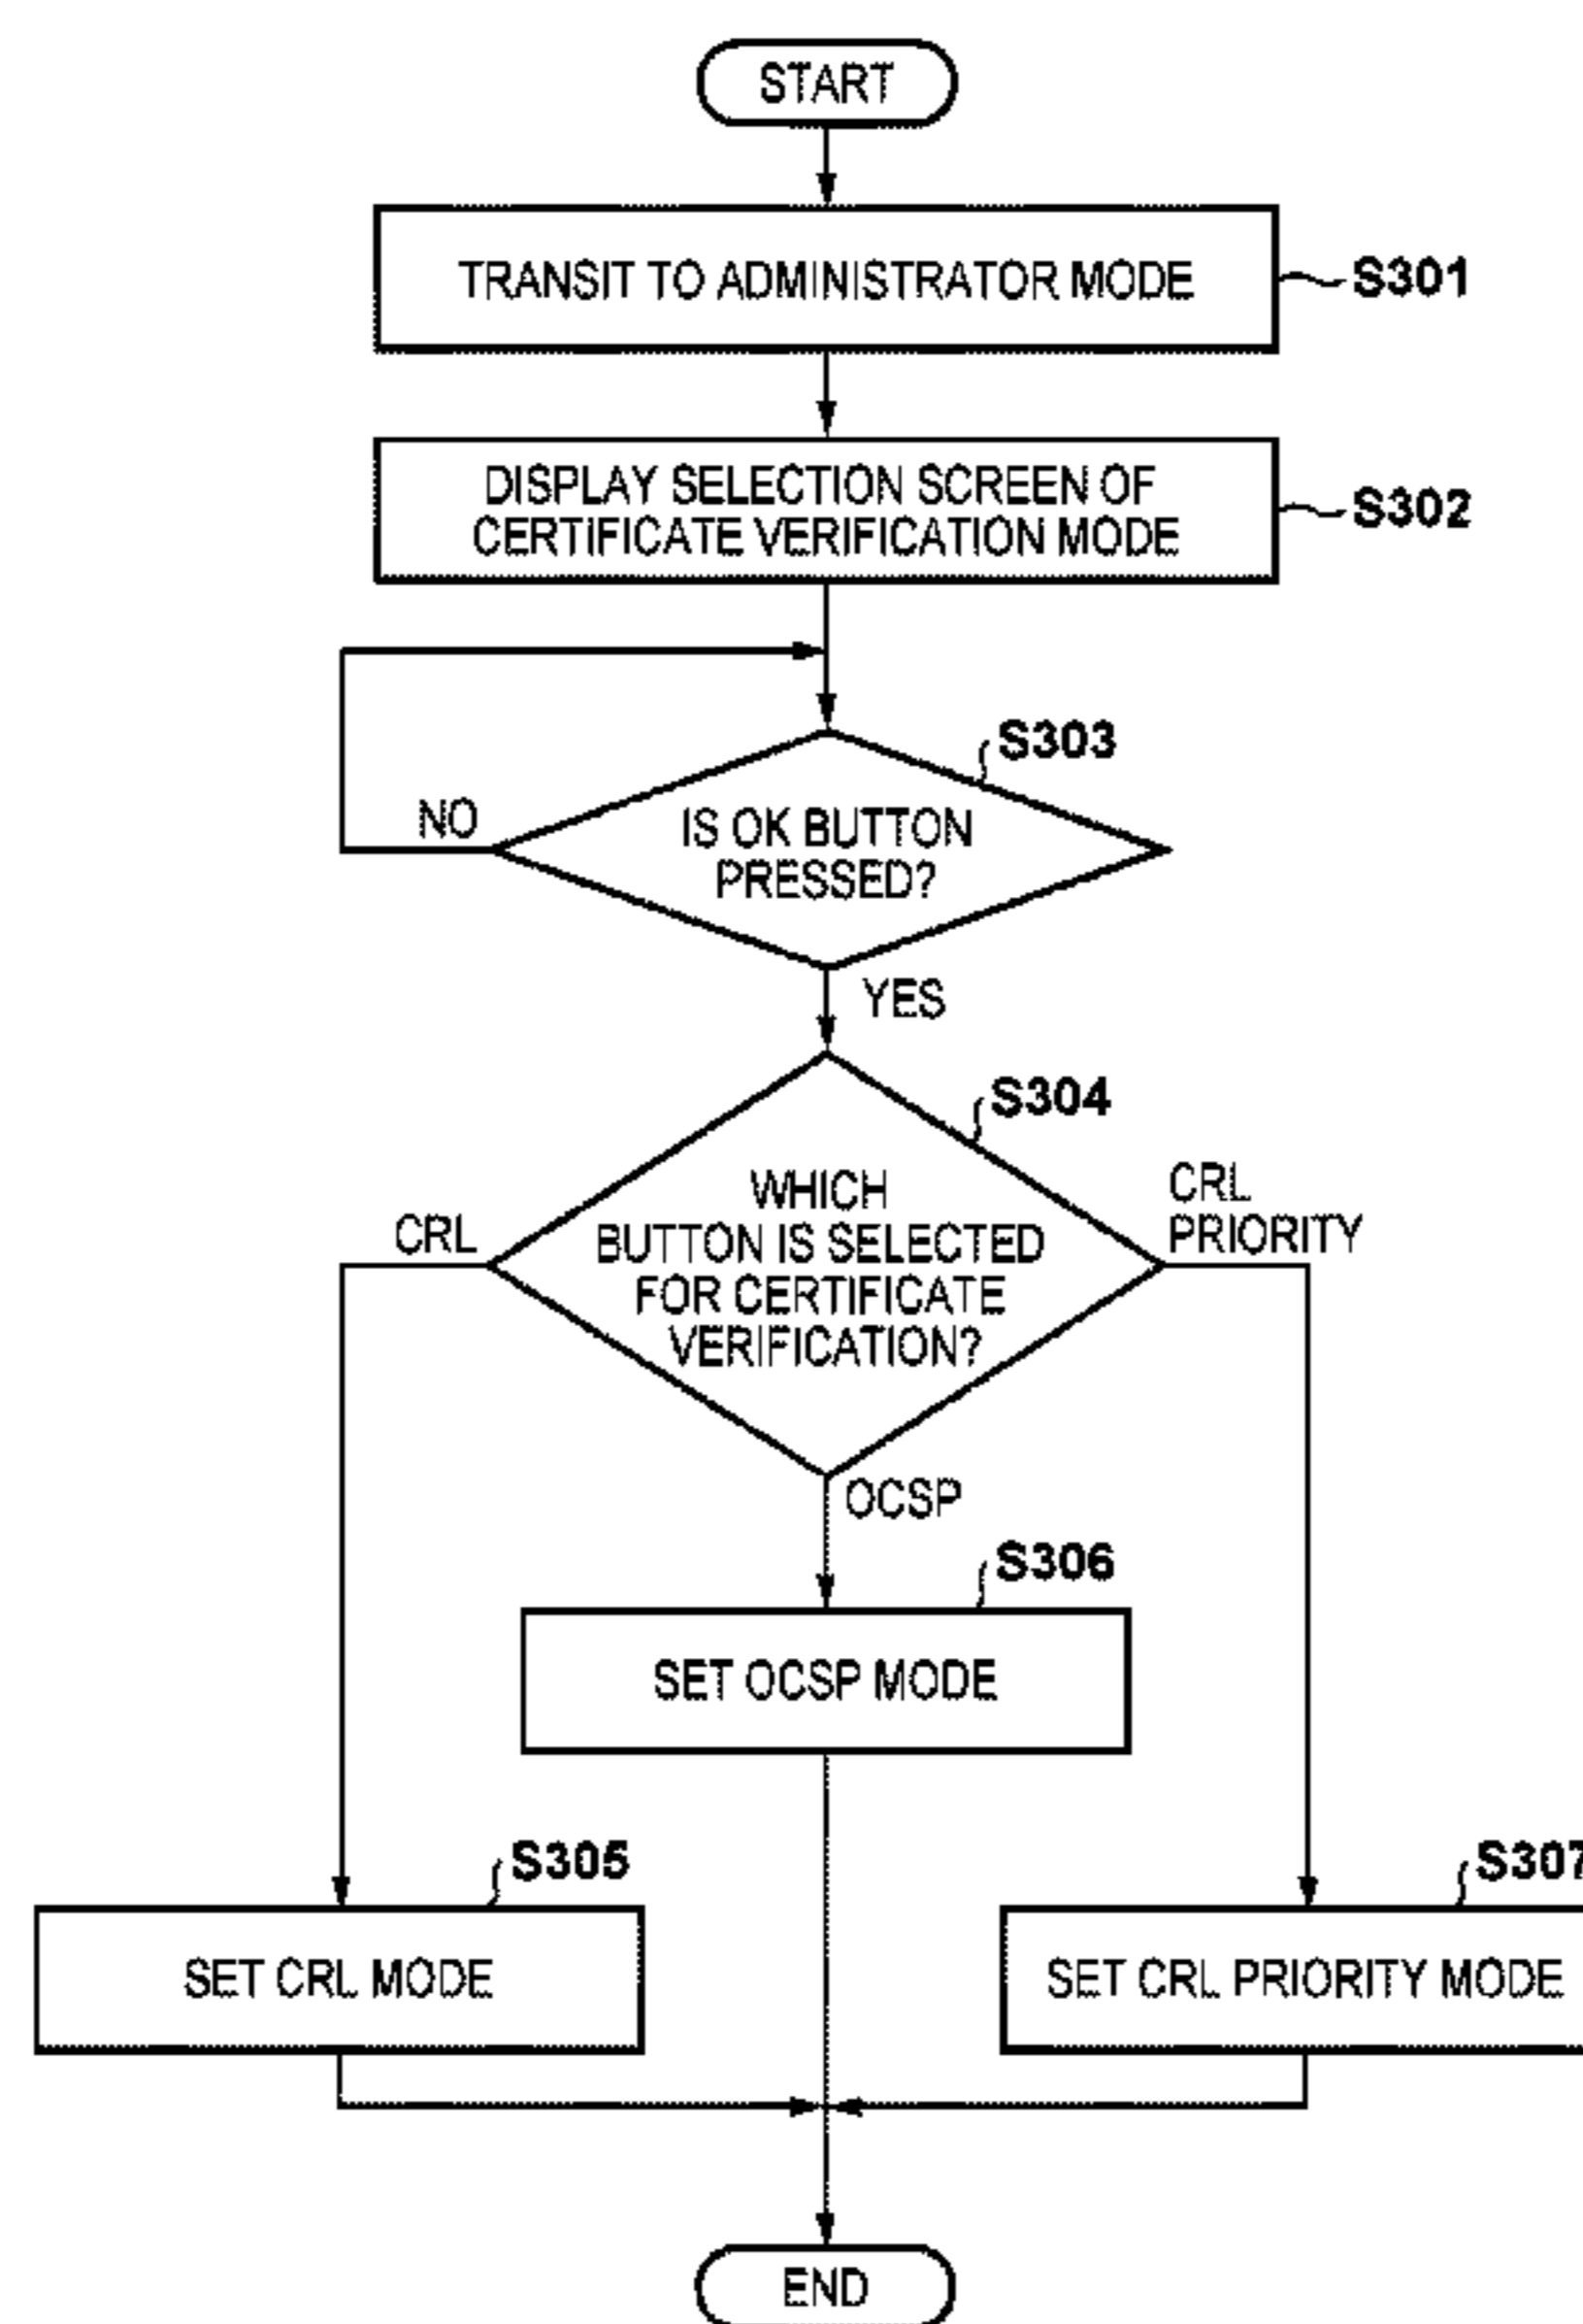 START
TRANSIT TO ADMINISTRATOR MODE
S301
DISPLAY SELECTION SCREEN OF
CERTIFICATE VERIFICATION MODE
S302
S303
NO
IS OK BUTTON
PRESSED?
YES
S304
CRL
WHICH
BUTTON IS SELECTED
FOR CERTIFICATE
VERIFICATION?
CRL
PRIORITY
OCSP
S306
SET OCSP MODE
S305
SET CRL MODE
S307
SET CRL PRIORITY MODE
END